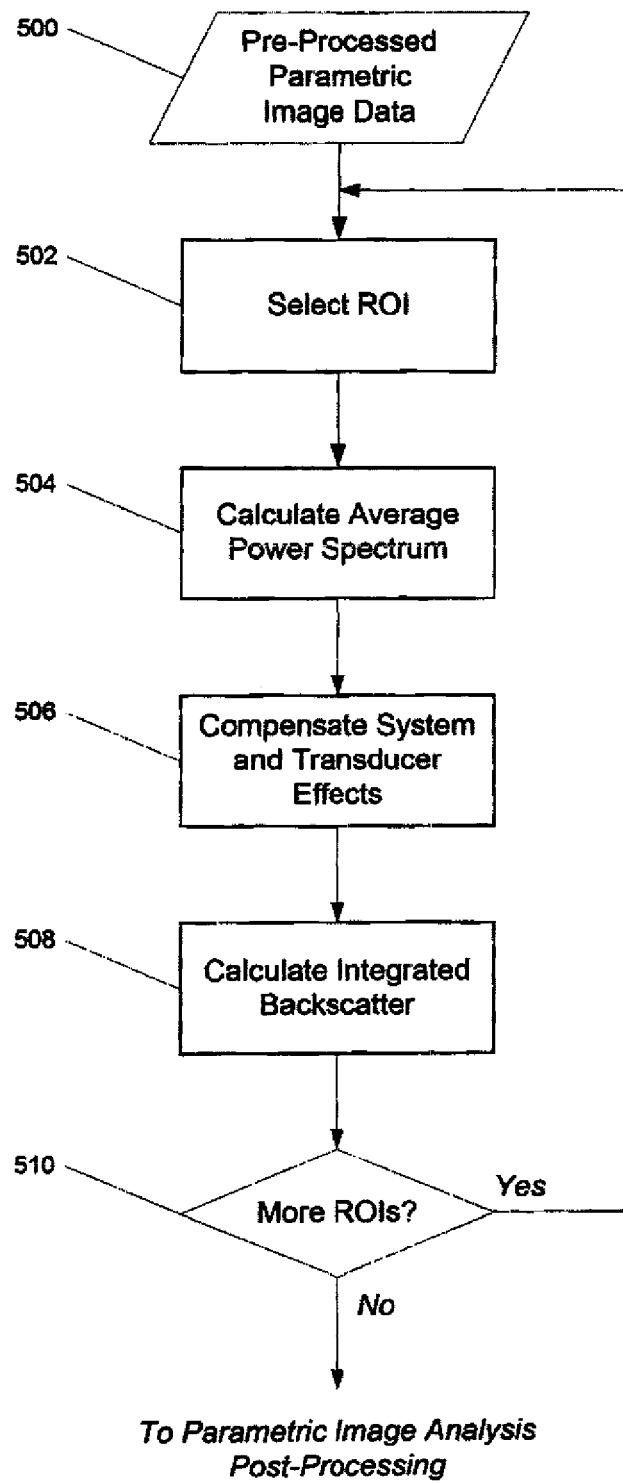 500
Pre-Processed
Parametric
Image Data
502
Select ROI
504
Calculate Average
Power Spectrum
506
Compensate System
and Transducer
Effects
508
Calculate Integrated
Backscatter
510
More ROIs?
Yes
No
To Parametric Image Analysis
Post-Processing